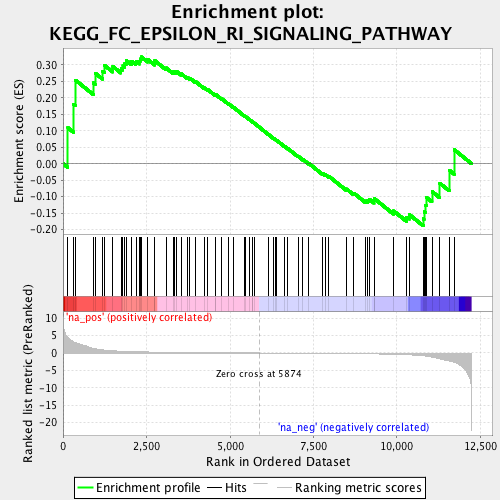 Enrichment plot:
KEGG_FC_EPSILON_RI_SIGNALING_PATHWAY
Enrichment score (ES)
0.30
0.25
0.20
0.15
0.10
0.05
0.00
-0.05
-0.10
-0.15
-0.20
'na_pos' (positively correlated)
Ranked list metric (PreRanked)
10
5
0
-5
-10
-15
-20
Zero cross at 5874
'na_neg' (negatively correlated)
0
2,500
5,000
7,500
10,000
12,500
Rank in Ordered Dataset
Enrichment profile
Hits
Ranking metric scores